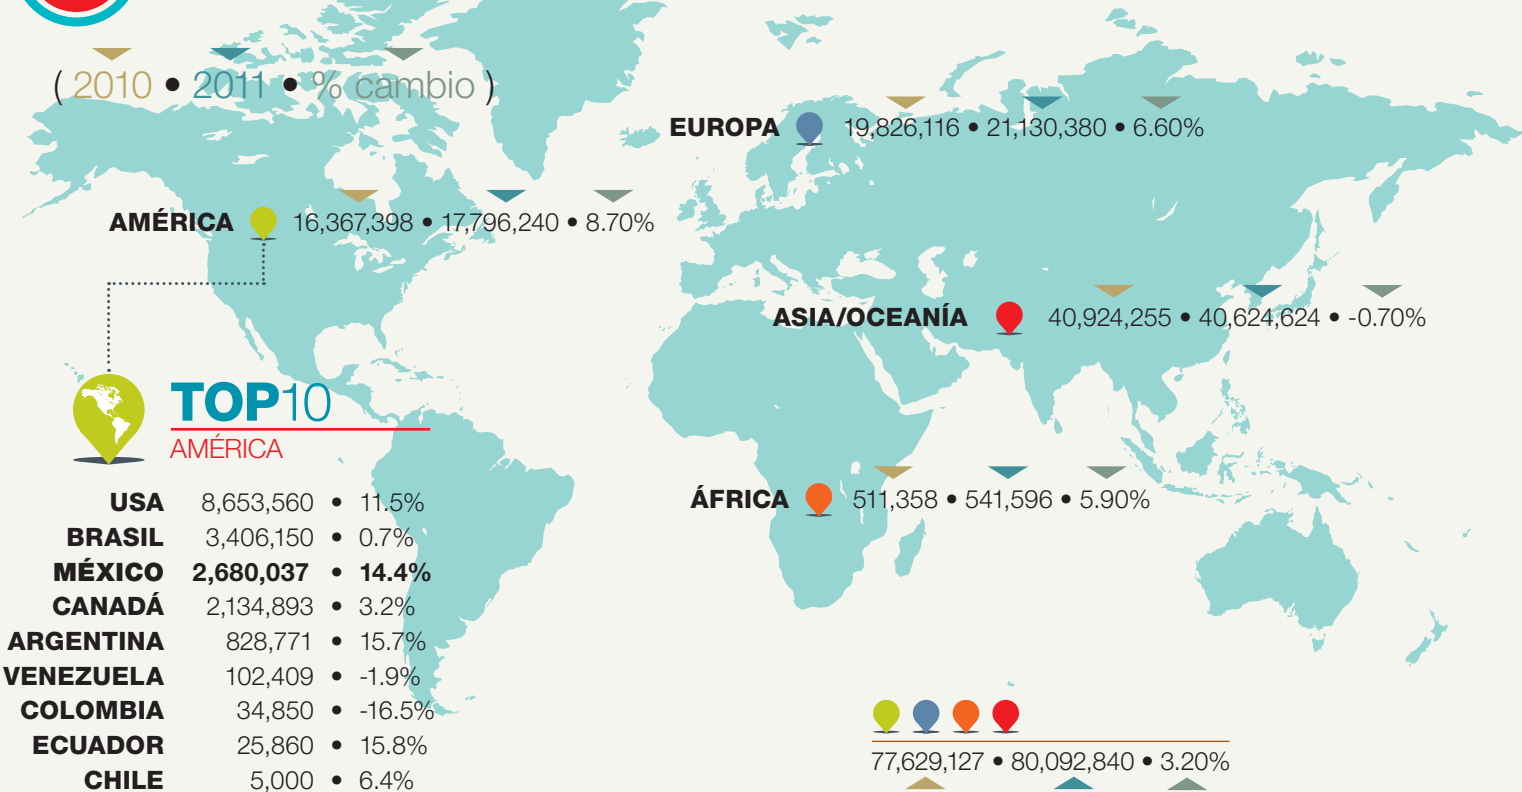 ( 2010 • 2011 • % cambio )
EUROPA 19,826,116 • 21,130,380 • 6.60%
AMÉRICA 16,367,398 • 17,796,240 • 8.70%
ASIA/OCEANÍA 40,924,255 • 40,624,624 • -0.70%
ÁFRICA 511,358 • 541,596 • 5.90%
TOP10
AMÉRICA
USA 8,653,560 • 11.5%
BRASIL 3,406,150 • 0.7%
MÉXICO 2,680,037 • 14.4%
CANADÁ 2,134,893 • 3.2%
ARGENTINA 828,771 • 15.7%
VENEZUELA 102,409 • -1.9%
COLOMBIA 34,850 • -16.5%
ECUADOR 25,860 • 15.8%
CHILE 5,000 • 6.4%
77,629,127 • 80,092,840 • 3.20%